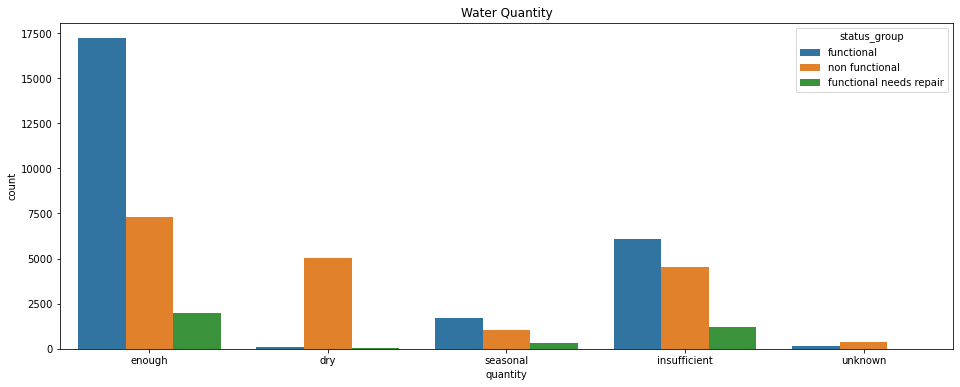 Water Quantity
status_group
functional
non functional
functional needs repair
17500
15000
12500
10000
7500
5000
2500
0
count
enough
dry
seasonal
insufficient
unknown
quantity